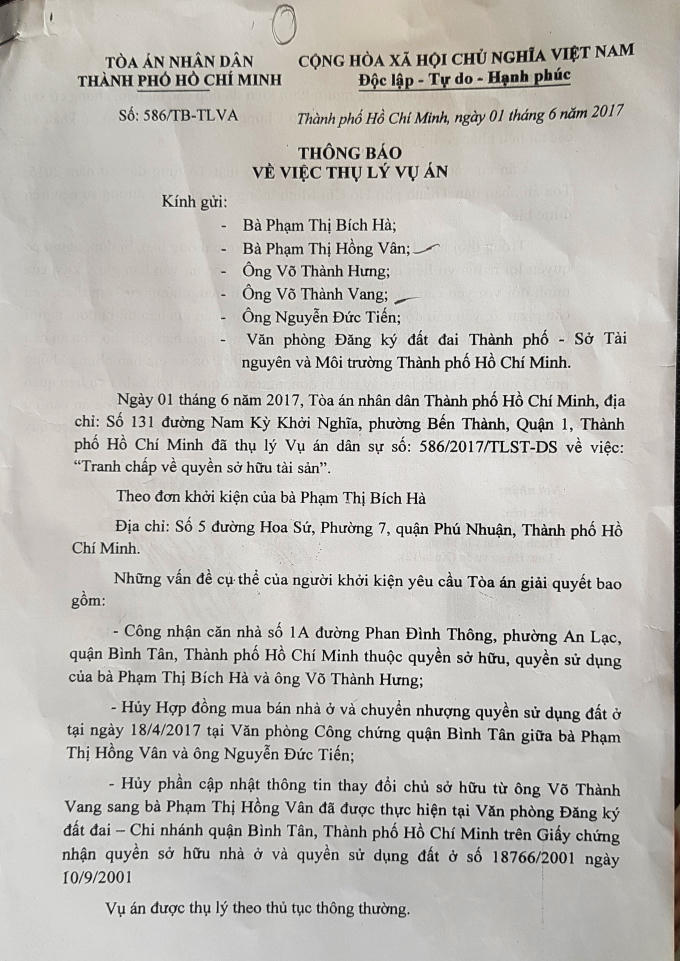 TÒA ÁN NHÂN DÂN
THÀNH PHỐ HỒ CHÍ MINH
CỘNG HÒA XÃ HỘI CHỦ NGHĨA VIỆT NAM
Độc lập - Tự do - Hạnh phúc
Số: 586/TB-TLVA
Thành phố Hồ Chí Minh, ngày 01 tháng 6 năm 2017
THÔNG BÁO
VỀ VIỆC THỤ LÝ VỤ ÁN
Kính gửi:
- Bà Phạm Thị Bích Hà;
- Bà Phạm Thị Hồng Vân;
- Ông Võ Thành Hưng;
- Ông Võ Thành Vang;
- Ông Nguyễn Đức Tiến;
- Văn phòng Đăng ký đất đai Thành phố - Sở Tài
nguyên và Môi trường Thành phố Hồ Chí Minh.
Ngày 01 tháng 6 năm 2017, Tòa án nhân dân Thành phố Hồ Chí Minh, địa
chỉ: Số 131 đường Nam Kỳ Khởi Nghĩa, phường Bến Thành, Quận 1, Thành
phố Hồ Chí Minh đã thụ lý Vụ án dân sự số: 586/2017/TLST-DS về việc:
“Tranh chấp về quyền sở hữu tài sản”.
Theo đơn khởi kiện của bà Phạm Thị Bích Hà
Địa chỉ: Số 5 đường Hoa Sứ, Phường 7, quận Phú Nhuận, Thành phố Hồ
Chí Minh.
Những vấn đề cụ thể của người khởi kiện yêu cầu Tòa án giải quyết bao
gồm:
- Công nhận căn nhà số 1A đường Phan Đình Thông, phường An Lạc,
quận Bình Tân, Thành phố Hồ Chí Minh thuộc quyền sở hữu, quyền sử dụng
của bà Phạm Thị Bích Hà và ông Võ Thành Hưng;
- Hủy Hợp đồng mua bán nhà ở và chuyển nhượng quyền sử dụng đất ở
tại ngày 18/4/2017 tại Văn phòng Công chứng quận Bình Tân giữa bà Phạm
Thị Hồng Vân và ông Nguyễn Đức Tiến;
- Hủy phần cập nhật thông tin thay đổi chủ sở hữu từ ông Võ Thành
Vang sang bà Phạm Thị Hồng Vân đã được thực hiện tại Văn phòng Đăng ký
đất đai – Chi nhánh quận Bình Tân, Thành phố Hồ Chí Minh trên Giấy chứng
nhận quyền sở hữu nhà ở và quyền sử dụng đất ở số 18766/2001 ngày
10/9/2001
Vụ án được thụ lý theo thủ tục thông thường.